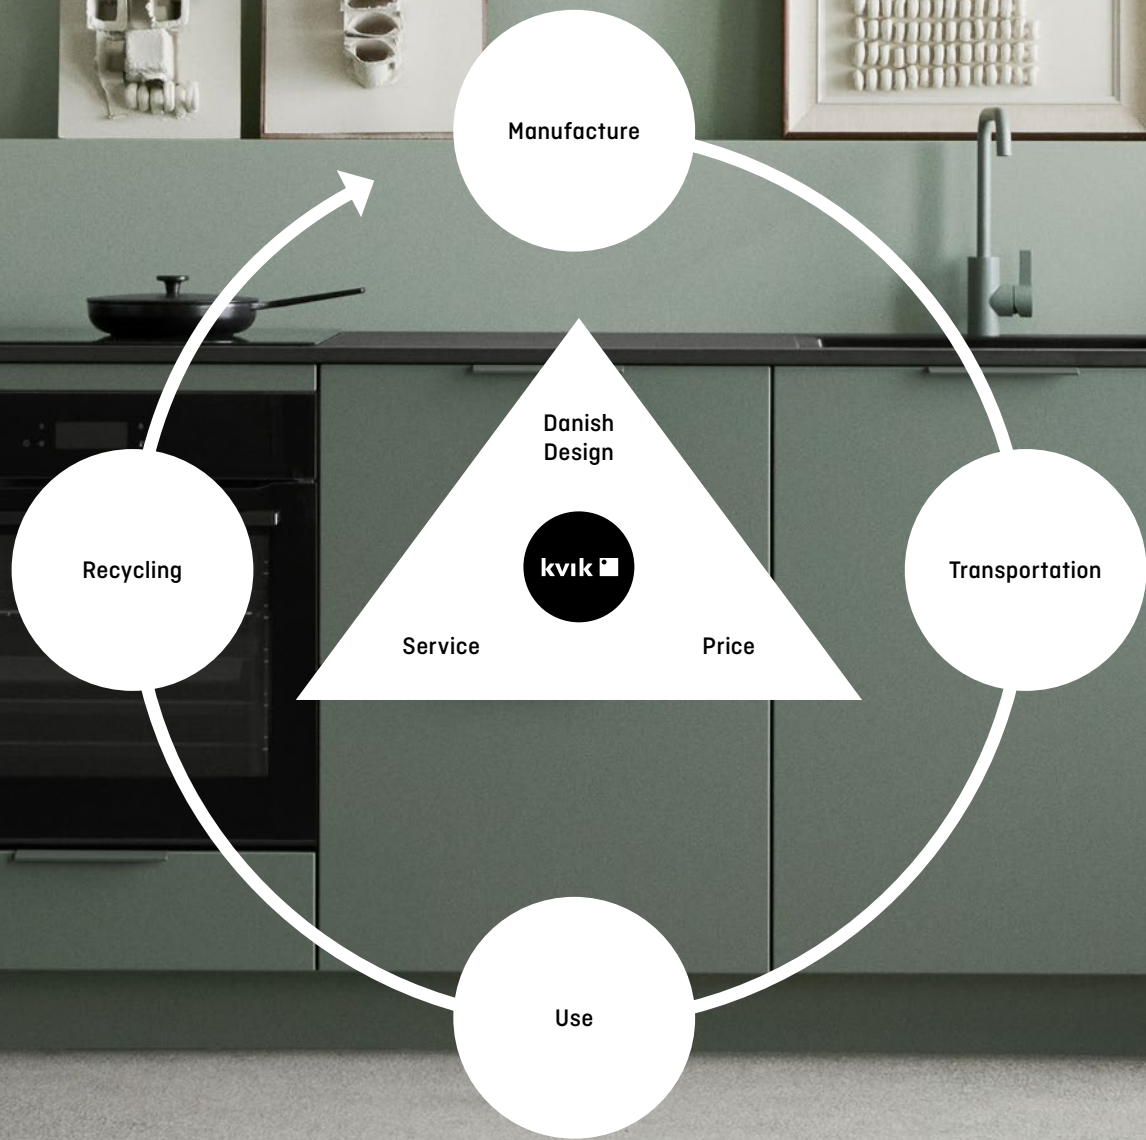 Manufacture
Danish
Design
kvik
Recycling
Transportation
Service
Price
Use